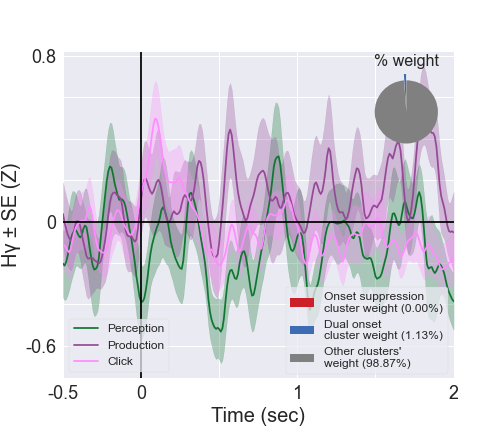 % weight
0.8
0
-0.6
Hγ ± SE (Z)
Perception
Production
Click
Onset suppression
cluster weight (0.00%)
Dual onset
cluster weight (1.13%)
Other clusters'
weight (98.87%)
-0.5
0
1
2
Time (sec)